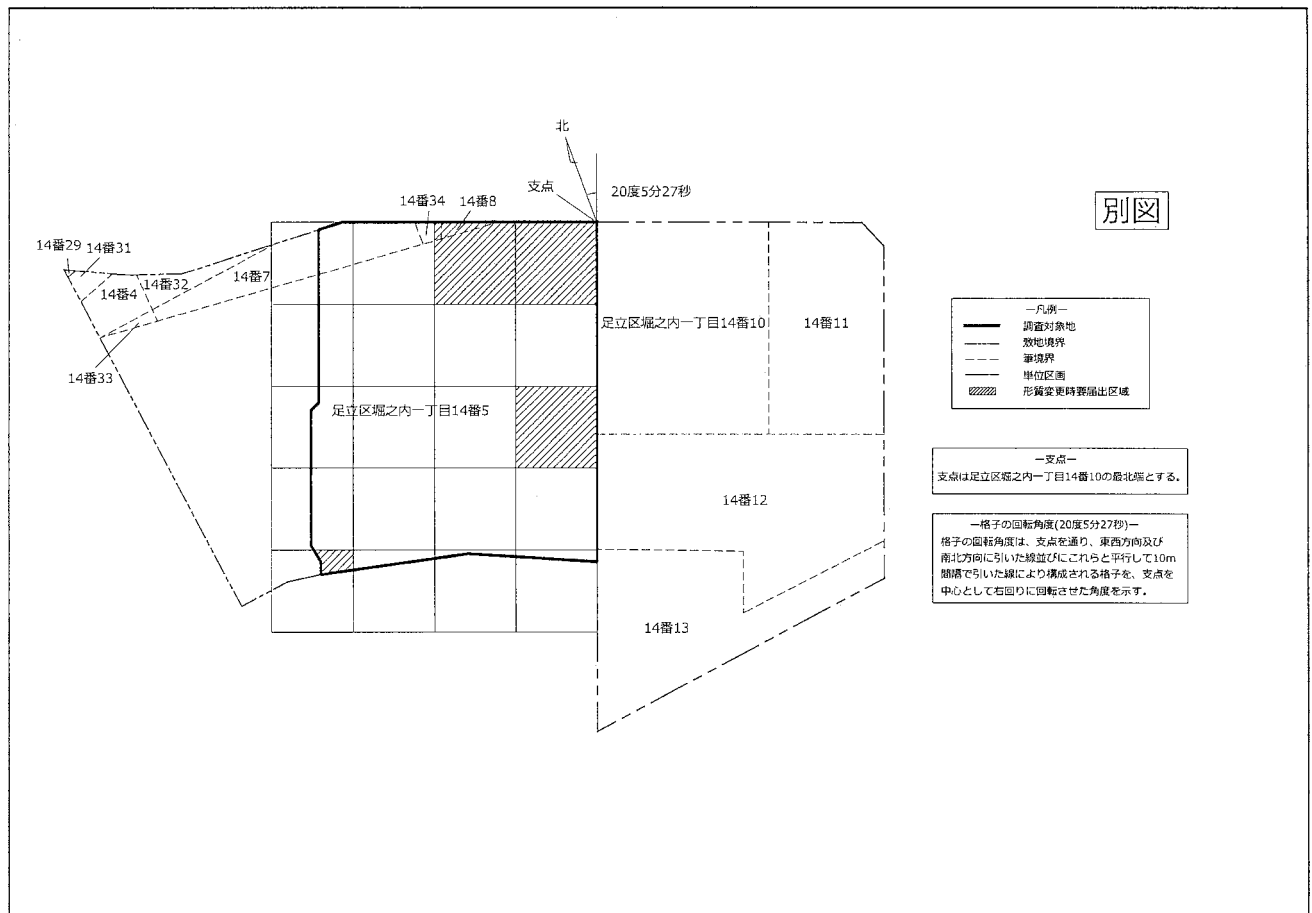 北
支点
20度5分27秒
別図
14番34
14番8
14番29
14番31
14番4
14番32
14番7
14番33
足立区堀之内一丁目14番10
14番11
足立区堀之内一丁目14番5
14番12
14番13
―凡例―
調査対象地
敷地境界
筆境界
単位区画
形質変更時要届出区域
―支点―
支点は足立区堀之内一丁目14番10の最北端とする。
―格子の回転角度(20度5分27秒)―
格子の回転角度は、支点を通り、東西方向及び
南北方向に引いた線並びにこれらと平行して10m
間隔で引いた線により構成される格子を、支点を
中心として右回りに回転させた角度を示す。